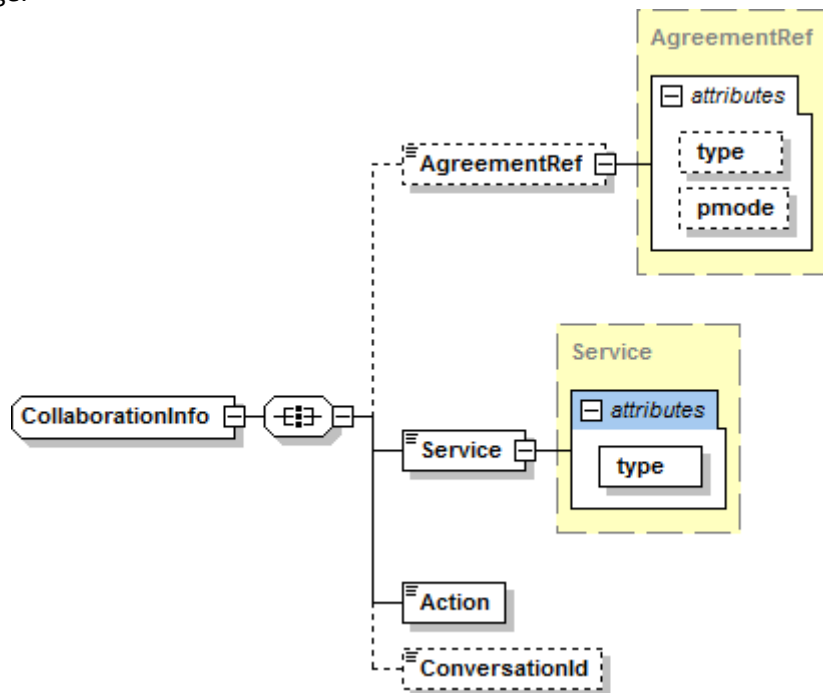 AgreementRef
attributes
AgreementRef
type
pmode
Service
attributes
CollaborationInfo
Service
type
Action
ConversationId